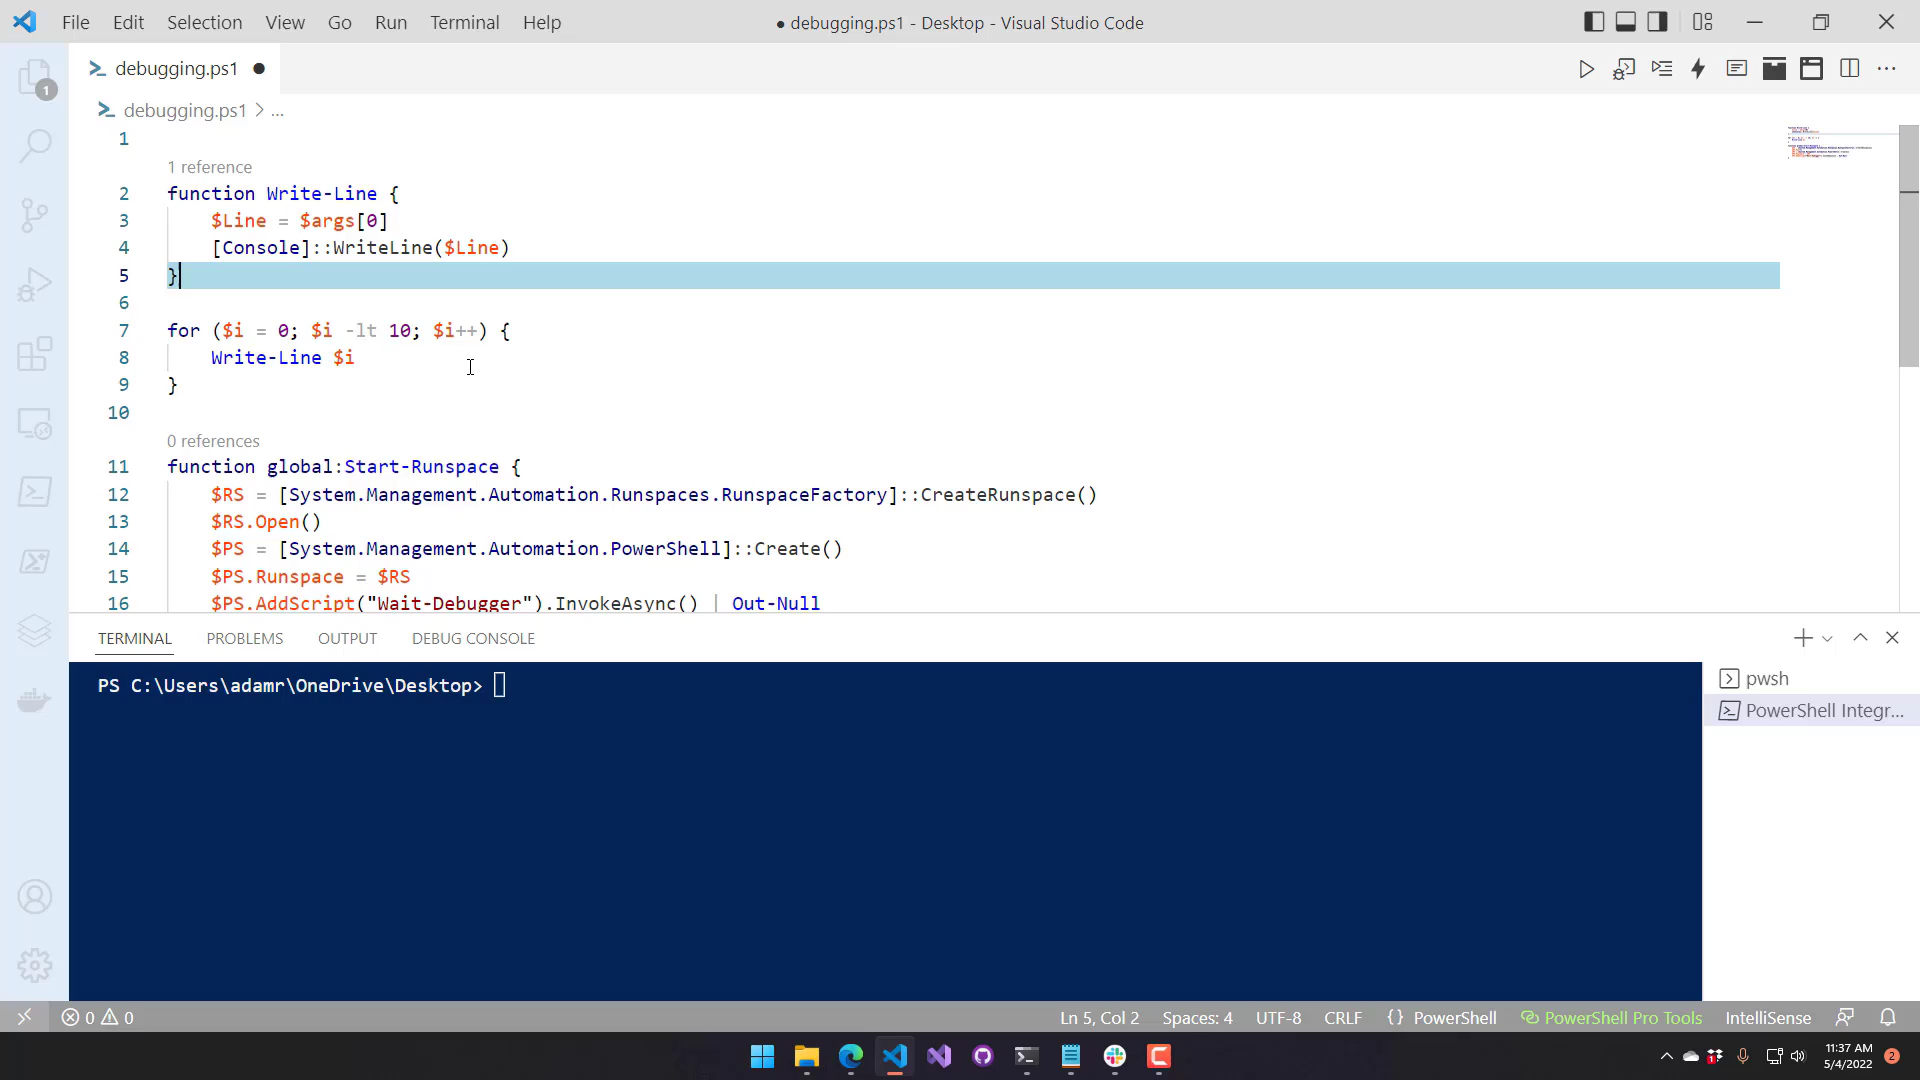 File Edit Selection View Go Run Terminal Help
● debugging.ps1 - Desktop - Visual Studio Code
debugging.ps1
1
debugging.ps1 > ...
1
1 reference
2 function Write-Line {
3 $Line = $args[0]
4 [Console]::WriteLine($Line)
5 }
6
7 for ($i = 0; $i -lt 10; $i++) {
8 Write-Line $i
9 }
10
0 references
11 function global:Start-Runspace {
12 $RS = [System.Management.Automation.Runspaces.RunspaceFactory]::CreateRunspace()
13 $RS.Open()
14 $PS = [System.Management.Automation.PowerShell]::Create()
15 $PS.Runspace = $RS
16 $PS.AddScript("Wait-Debugger").InvokeAsync() | Out-Null
TERMINAL PROBLEMS OUTPUT DEBUG CONSOLE
PS C:\Users\adamr\OneDrive\Desktop>
pwsh
PowerShell Integr...
0 0
Ln 5, Col 2 Spaces: 4 UTF-8 CRLF {} PowerShell PowerShell Pro Tools IntelliSense
11:37 AM
5/4/2022
2